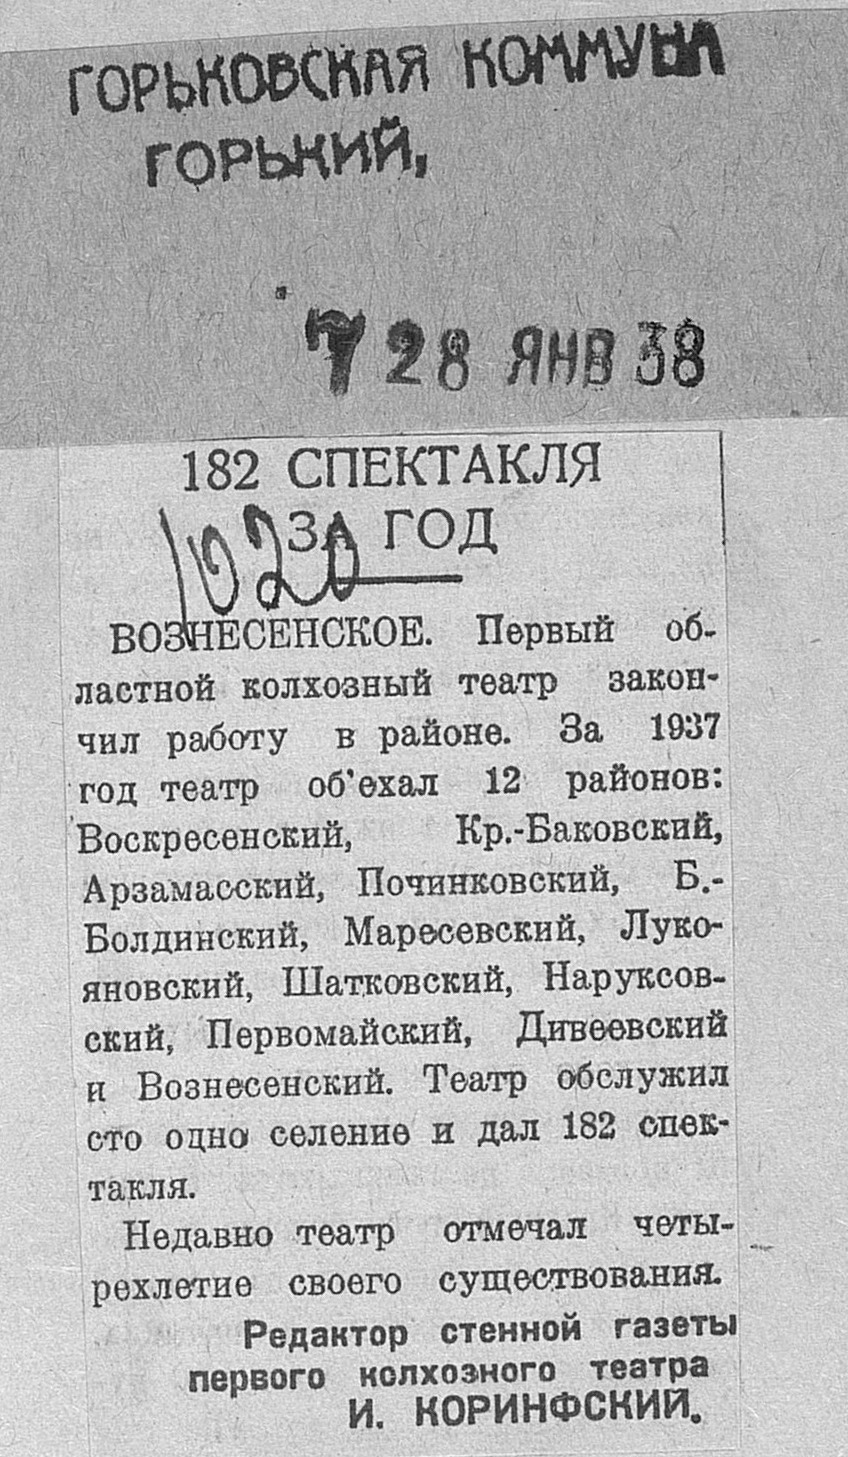 ГОРЬКОВСКАЯ КОММУНА
ГОРЬКИЙ,
7 28 ЯНВ 38
182 СПЕКТАКЛЯ
ЗА ГОД
ВОЗНЕСЕНСКОЕ. Первый об-
ластной колхозный театр закон-
чил работу в районе. За 1937
год театр об'ехал 12 районов:
Воскресенский, Кр.-Баковский,
Арзамасский, Починковский, Б.-
Болдинский, Маресевский, Луко-
яновский, Шатковский, Наруксов-
ский, Первомайский, Дивеевский
и Вознесенский. Театр обслужил
сто одно селение и дал 182 спек-
такля.
Недавно театр отмечал четы-
рехлетие своего существования.
Редактор стенной газеты
первого колхозного театра
И. КОРИНФСКИЙ.